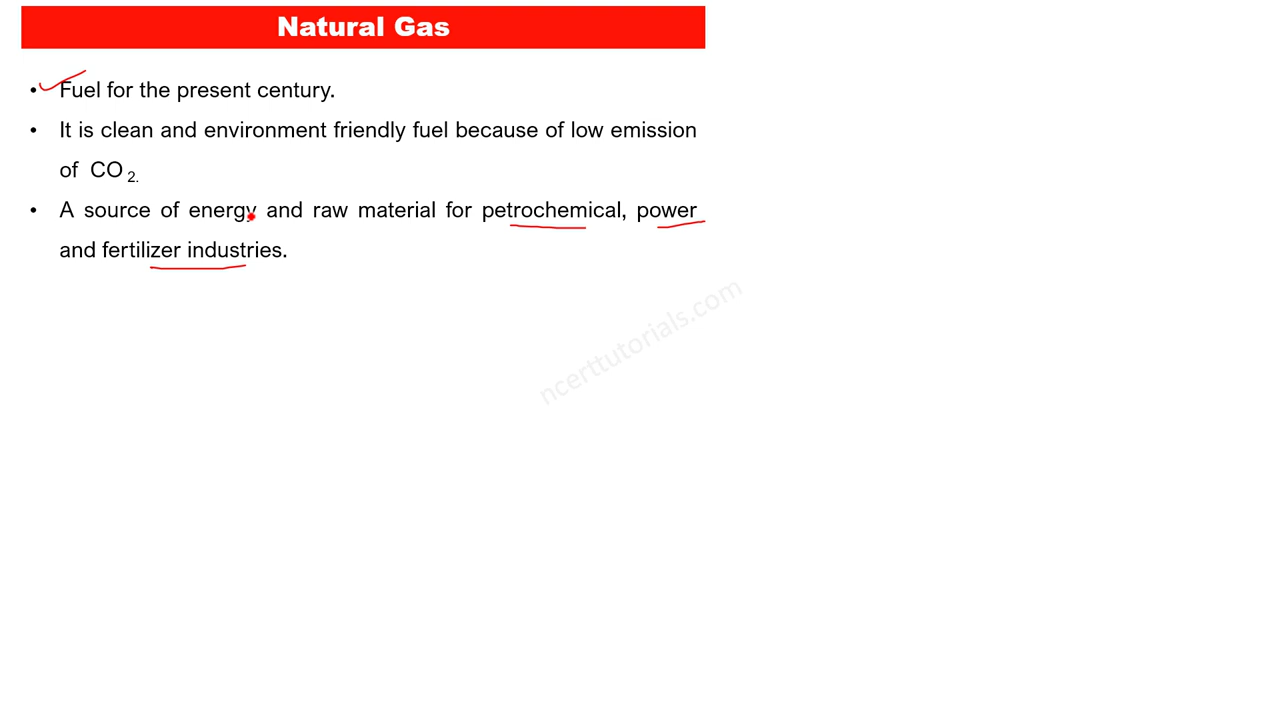 Natural Gas
• Fuel for the present century.
• It is clean and environment friendly fuel because of low emission
of CO 2.
• A source of energy and raw material for petrochemical, power
and fertilizer industries.
ncerttutorials.com